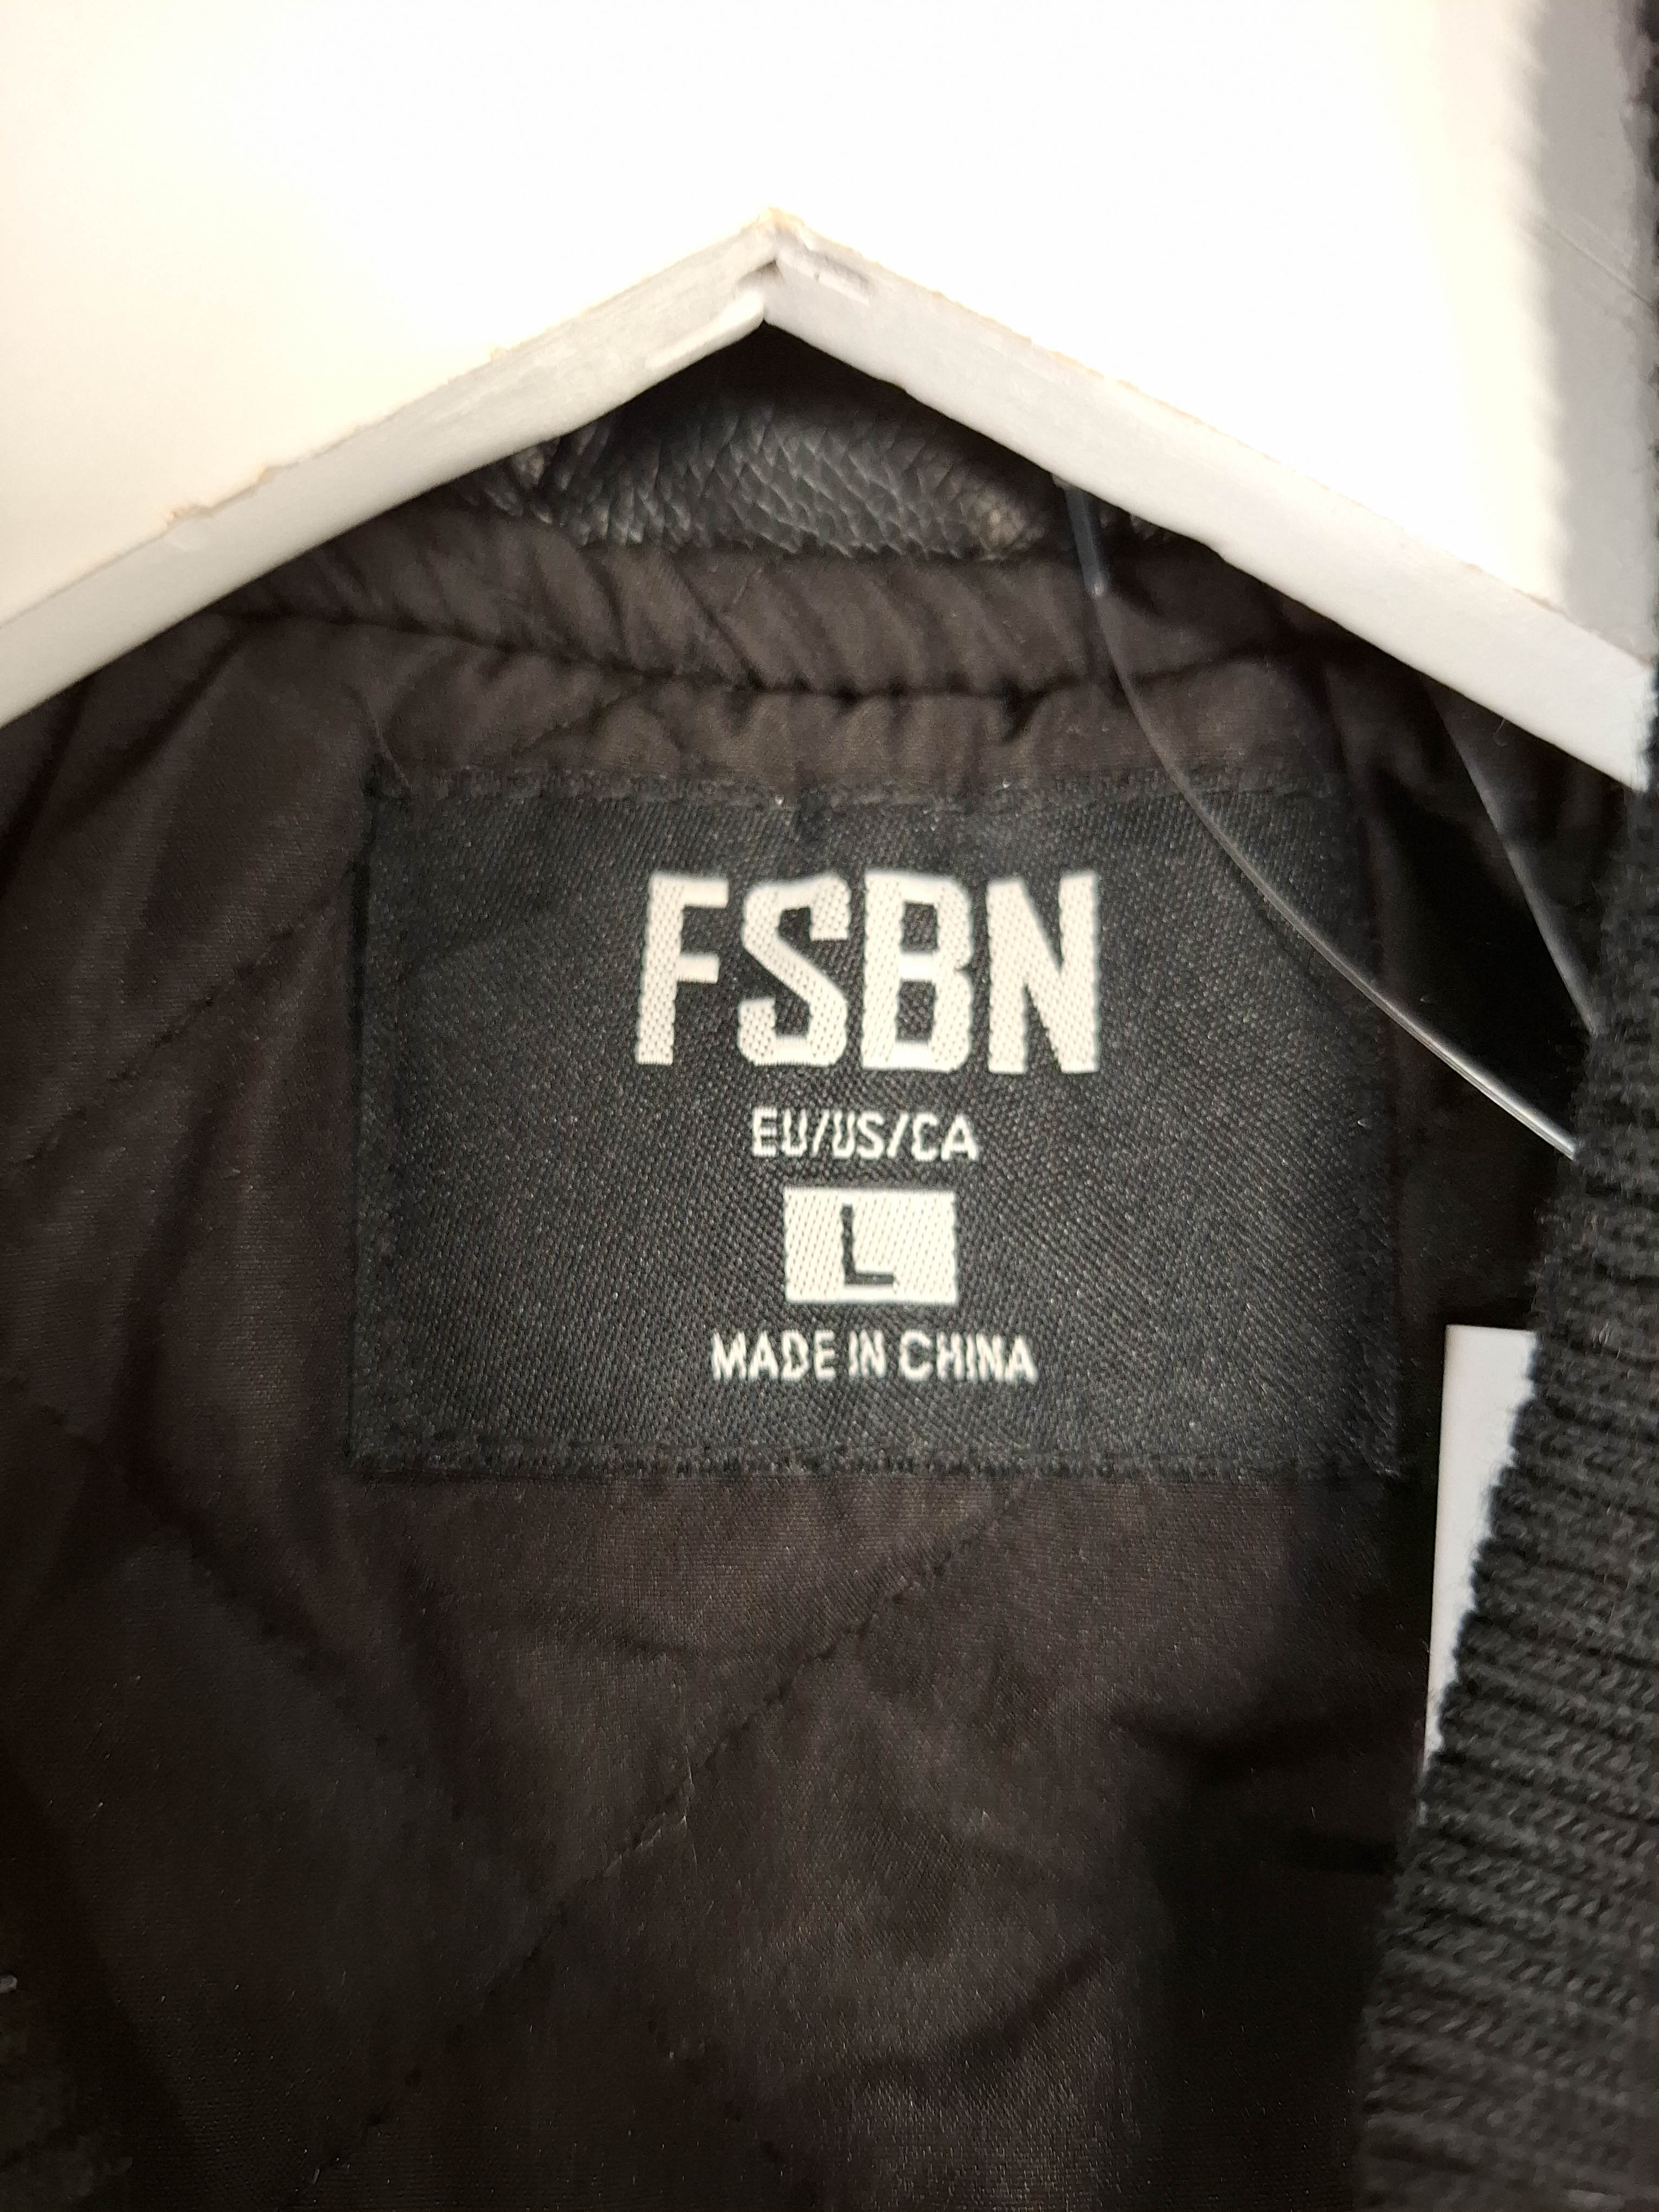 FSBN
EU/US/CA
L
MADE IN CHINA